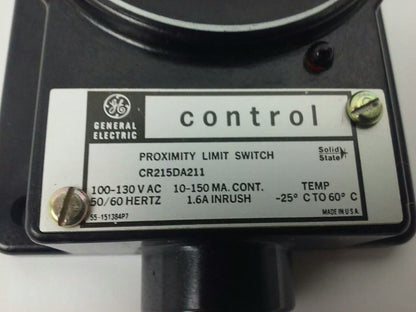 GENERAL
ELECTRIC
control
PROXIMITY LIMIT SWITCH
Solid
State
CR215DA211
100-130 V AC 10-150 MA. CONT. TEMP
50/60 HERTZ 1.6A INRUSH -25° C TO 60° C
55-151384P7 MADE IN U.S.A.